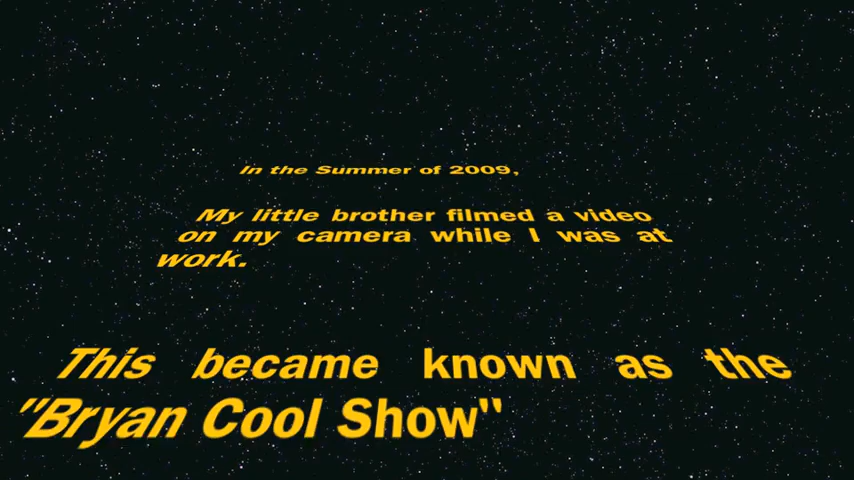 In the Summer of 2009,
My little brother filmed a video
on my camera while I was at
work.
This became known as the
"Bryan Cool Show"